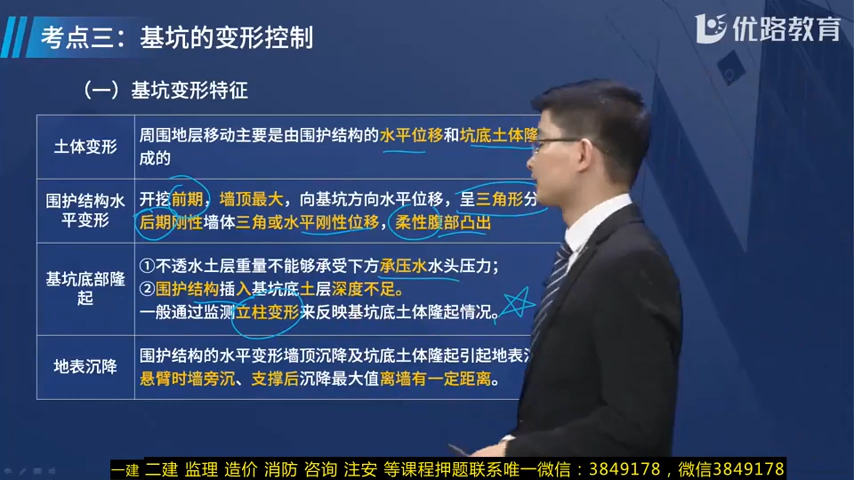 考点三：基坑的变形控制
优路教育
（一）基坑变形特征
土体变形
周围地层移动主要是由围护结构的水平位移和坑底土体隆
成的
围护结构水
平变形
开挖前期，墙顶最大，向基坑方向水平位移，呈三角形分
后期刚性墙体三角或水平刚性位移，柔性腹部凸出
基坑底部隆
起
①不透水土层重量不能够承受下方承压水水头压力；
②围护结构插入基坑底土层深度不足。
一般通过监测立柱变形来反映基坑底土体隆起情况。
地表沉降
围护结构的水平变形墙顶沉降及坑底土体隆起引起地表
悬臂时墙旁沉、支撑后沉降最大值离墙有一定距离。
一建 二建 监理 造价 消防 咨询 注安 等课程押题联系唯一微信：3849178，微信3849178